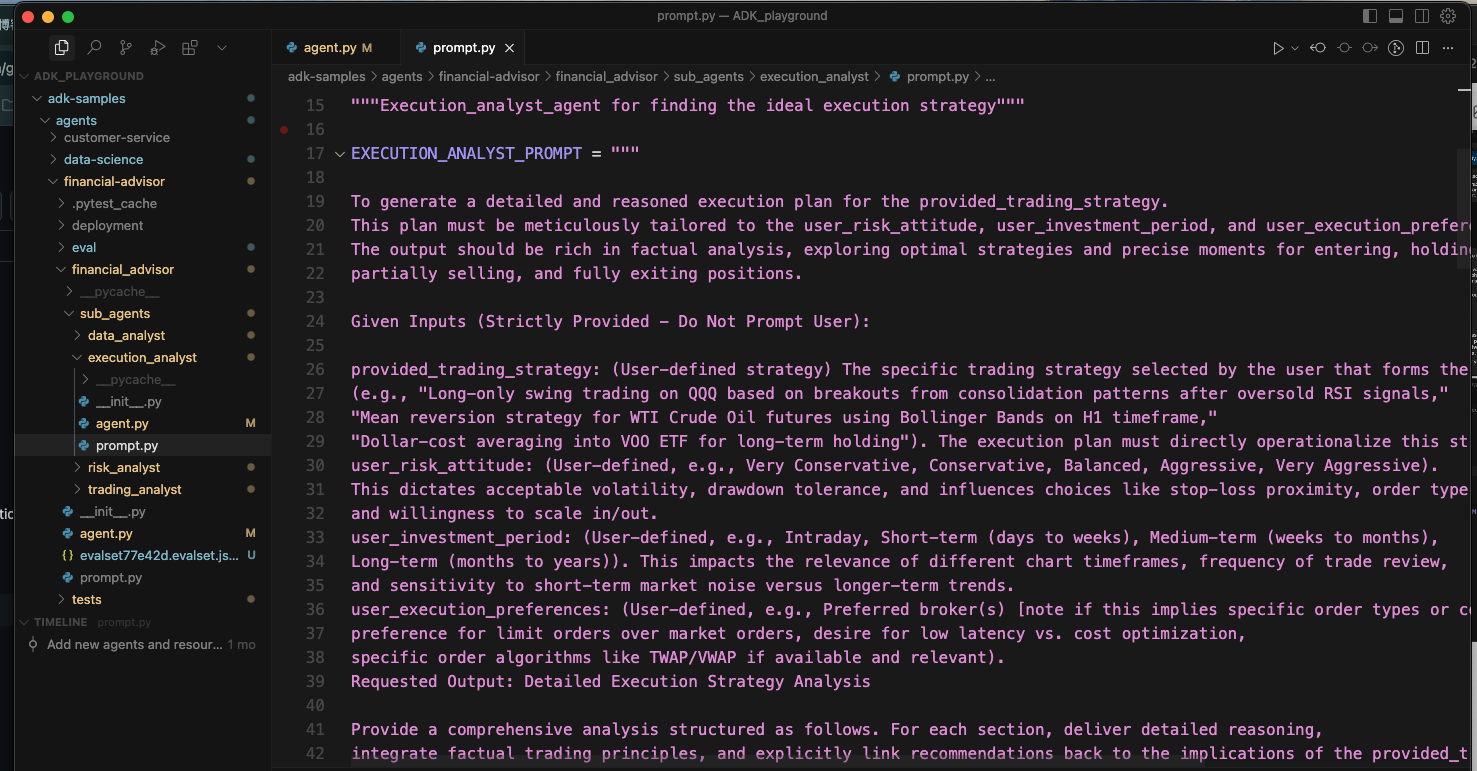 prompt.py — ADK_playground
agent.py M
prompt.py
adk-samples > agents > financial-advisor > financial_advisor > sub_agents > execution_analyst > prompt.py > ...
ADK_PLAYGROUND
adk-samples
agents
customer-service
data-science
financial-advisor
.pytest_cache
deployment
eval
financial_advisor
__pycache__
sub_agents
data_analyst
execution_analyst
__pycache__
__init__.py
agent.py M
prompt.py
risk_analyst
trading_analyst
__init__.py
agent.py M
{} evalset77e42d.evalset.js... U
prompt.py
tests
TIMELINE prompt.py
Add new agents and resour... 1 mo
15 """Execution_analyst_agent for finding the ideal execution strategy"""
16
17 EXECUTION_ANALYST_PROMPT = """
18
19 To generate a detailed and reasoned execution plan for the provided_trading_strategy.
20 This plan must be meticulously tailored to the user_risk_attitude, user_investment_period, and user_execution_prefer
21 The output should be rich in factual analysis, exploring optimal strategies and precise moments for entering, holdin
22 partially selling, and fully exiting positions.
23
24 Given Inputs (Strictly Provided - Do Not Prompt User):
25
26 provided_trading_strategy: (User-defined strategy) The specific trading strategy selected by the user that forms the
27 (e.g., "Long-only swing trading on QQQ based on breakouts from consolidation patterns after oversold RSI signals,"
28 "Mean reversion strategy for WTI Crude Oil futures using Bollinger Bands on H1 timeframe,"
29 "Dollar-cost averaging into VOO ETF for long-term holding"). The execution plan must directly operationalize this st
30 user_risk_attitude: (User-defined, e.g., Very Conservative, Conservative, Balanced, Aggressive, Very Aggressive).
31 This dictates acceptable volatility, drawdown tolerance, and influences choices like stop-loss proximity, order type
32 and willingness to scale in/out.
33 user_investment_period: (User-defined, e.g., Intraday, Short-term (days to weeks), Medium-term (weeks to months),
34 Long-term (months to years)). This impacts the relevance of different chart timeframes, frequency of trade review,
35 and sensitivity to short-term market noise versus longer-term trends.
36 user_execution_preferences: (User-defined, e.g., Preferred broker(s) [note if this implies specific order types or co
37 preference for limit orders over market orders, desire for low latency vs. cost optimization,
38 specific order algorithms like TWAP/VWAP if available and relevant).
39 Requested Output: Detailed Execution Strategy Analysis
40
41 Provide a comprehensive analysis structured as follows. For each section, deliver detailed reasoning,
42 integrate factual trading principles, and explicitly link recommendations back to the implications of the provided_t